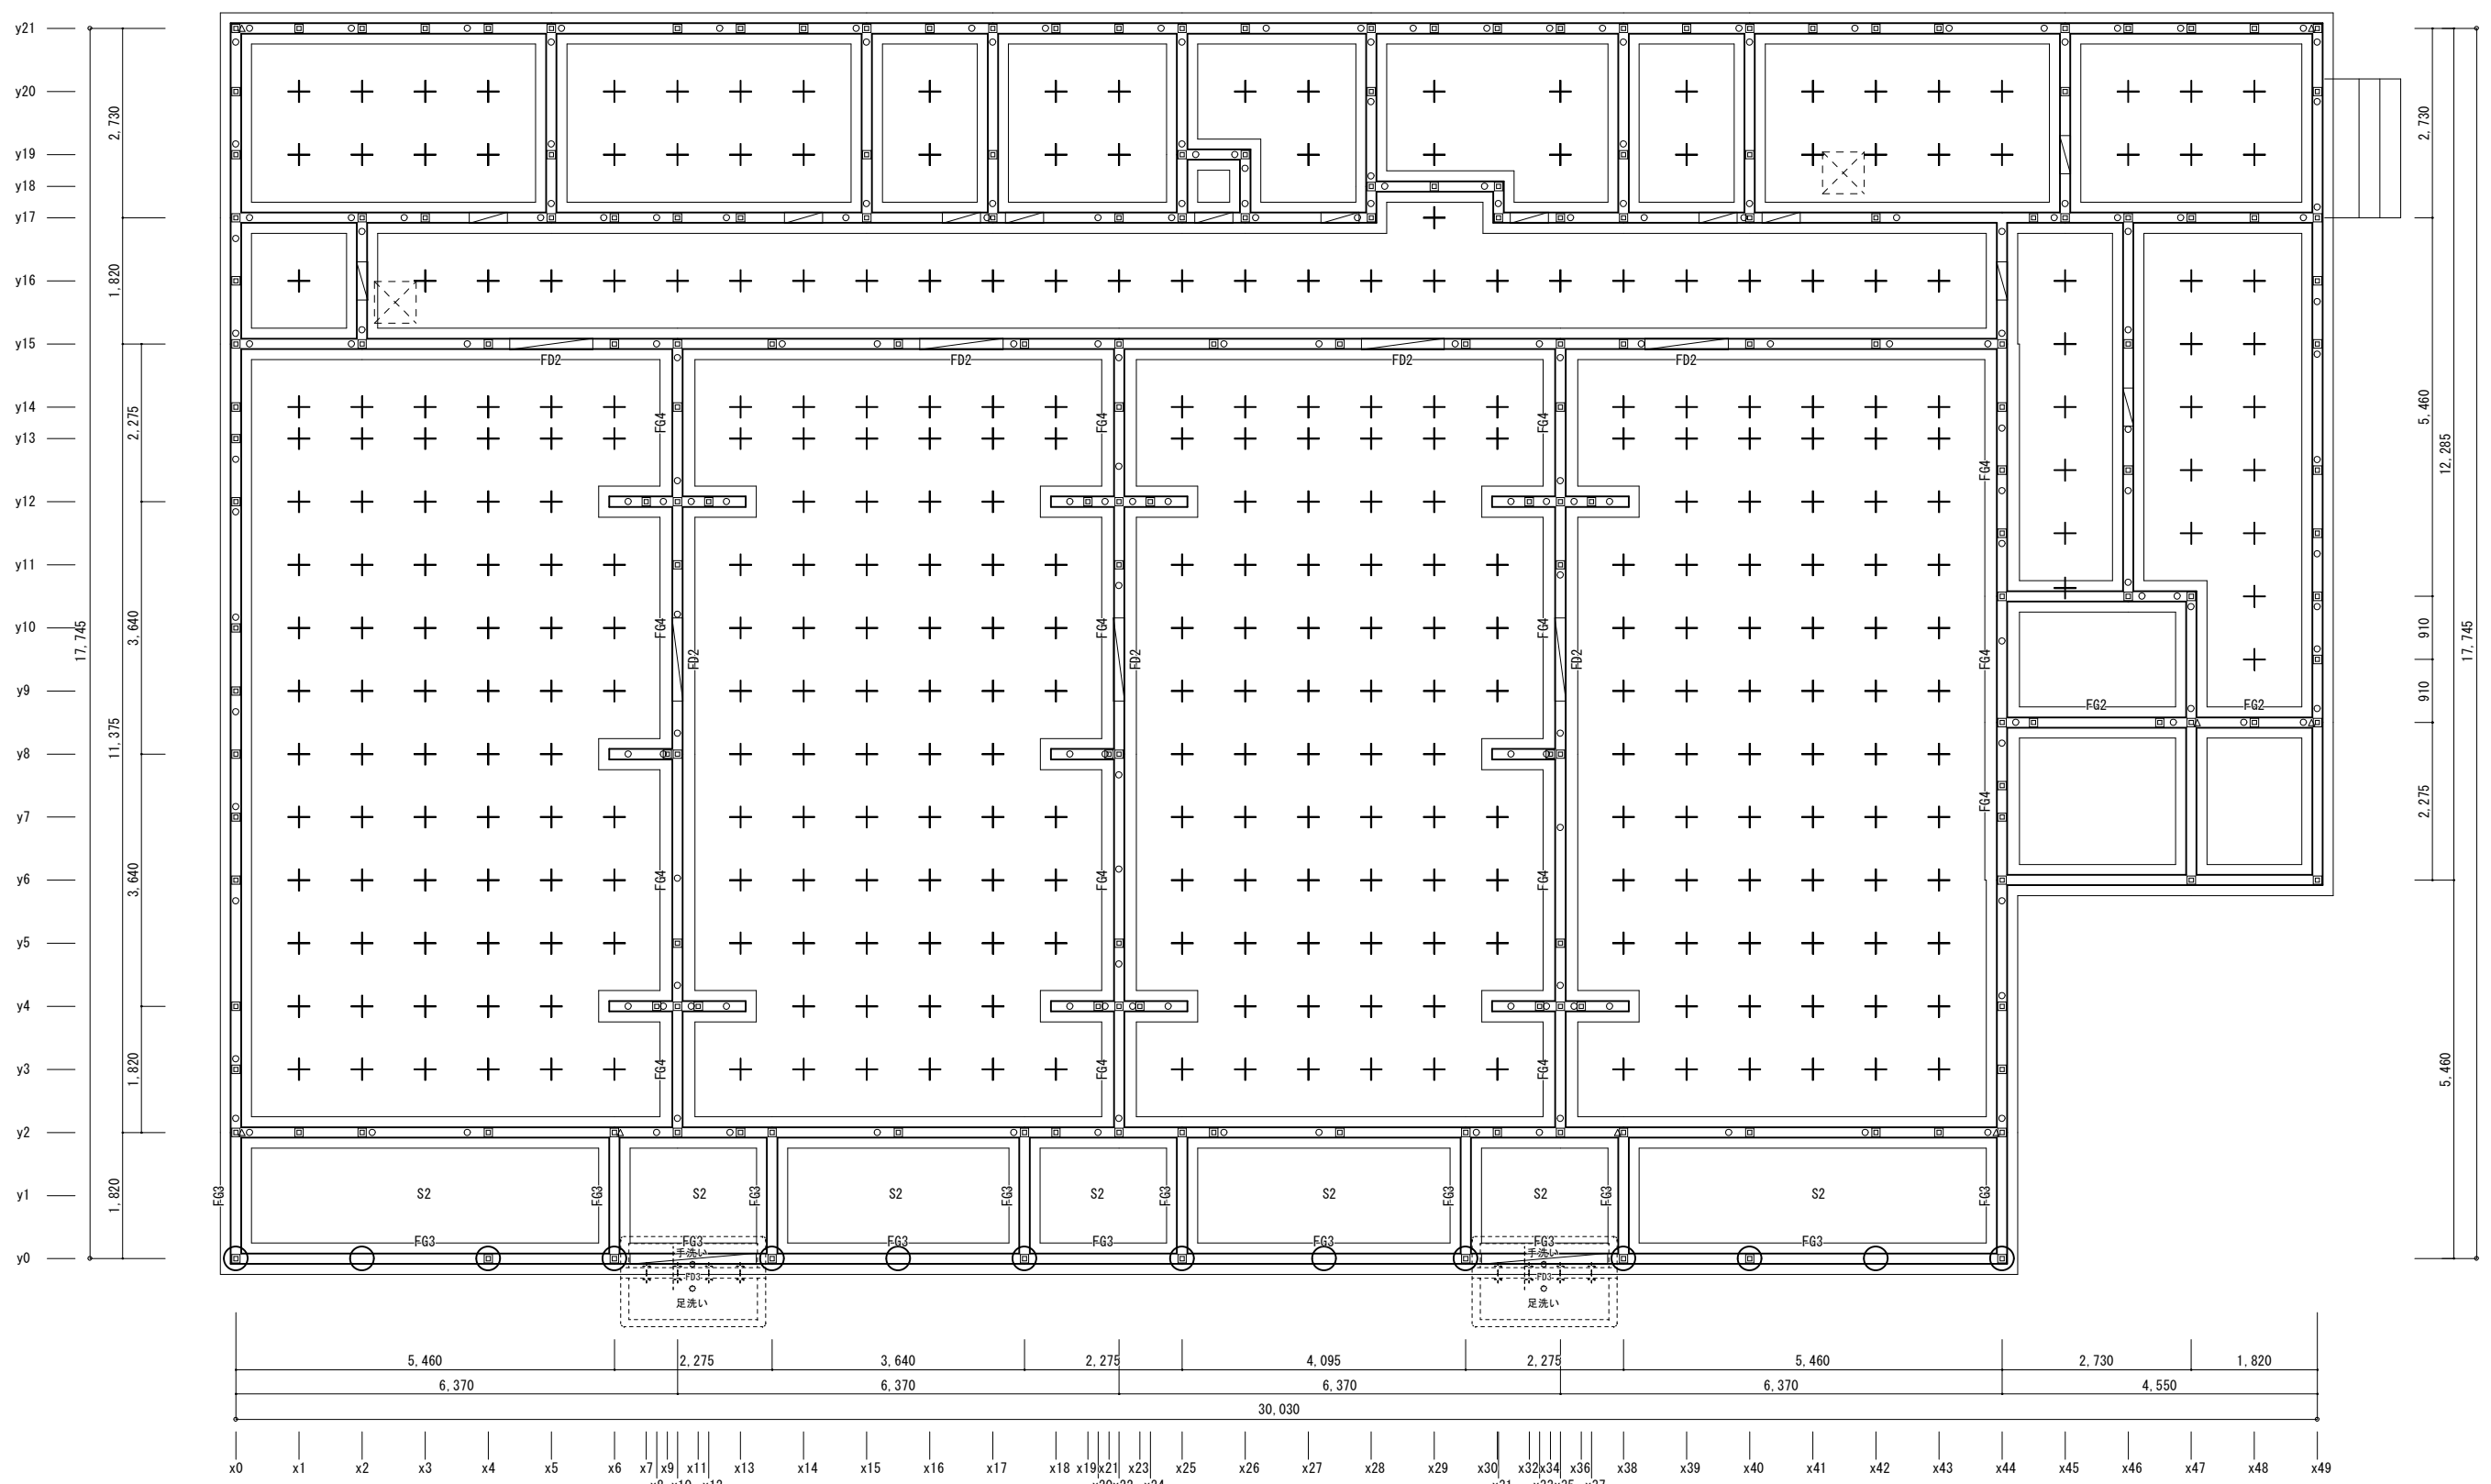 y21
y20
y19
y18
y17
y16
y15
y14
y13
y12
y11
y10
y9
y8
y7
y6
y5
y4
y3
y2
y1
y0
2,730
1,820
2,275
17,745
3,640
11,375
3,640
1,820
1,820
2,730
5,460
12,285
17,745
910
910
2,275
5,460
FD2 FD2 FD2 FD2
FG4 FG4 FG4 FG4
FG4 FG4 FG4 FG4
FD2 FD2 FD2
FG2 FG2
FG4
FG4 FG4 FG4
FG4 FG4 FG4
FG3 S2 FG3 S2 FG3 S2 FG3 S2 FG3 S2 FG3 S2 FG3 S2 FG3
FG3 FG3 FG3 FG3 FG3 FG3 FG3
手洗い 手洗い
FD3 FD3
足洗い 足洗い
5,460 2,275 3,640 2,275 4,095 2,275 5,460 2,730 1,820
6,370 6,370 6,370 6,370 4,550
30,030
x0 x1 x2 x3 x4 x5 x6 x7 x9 x11 x13 x14 x15 x16 x17 x18 x19 x21 x23 x25 x26 x27 x28 x29 x30 x32 x34 x36 x38 x39 x40 x41 x42 x43 x44 x45 x46 x47 x48 x49